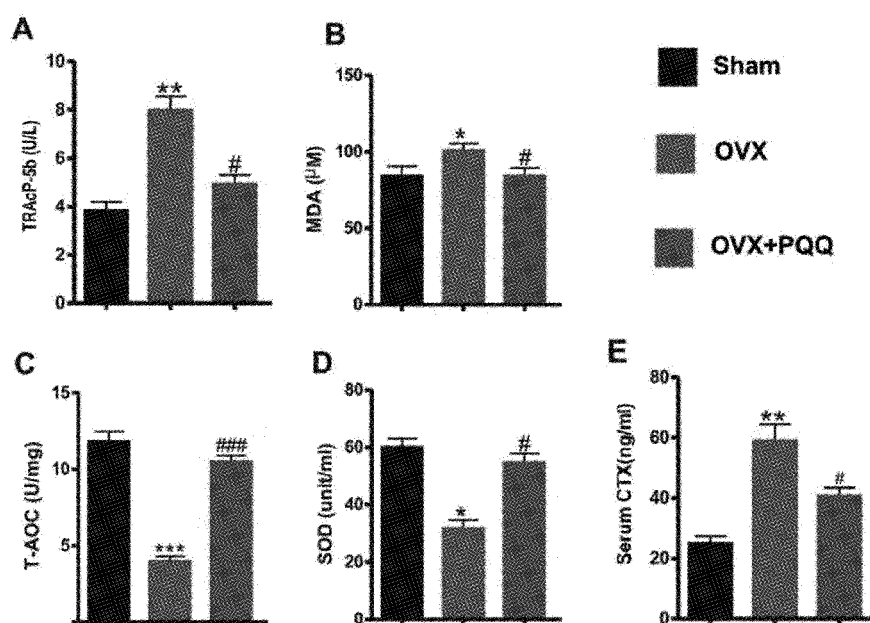 A
TRAcP-5b (U/L)
10
8
6
4
2
0
**
#
B
MDA (µM)
150
100
50
0
*
#
Sham
OVX
OVX+PQQ
C
T-AOC (U/mg)
15
10
5
***
###
D
SOD (unit/ml)
80
60
40
20
0
*
#
E
Serum CTX(ng/ml)
80
60
40
20
0
**
#